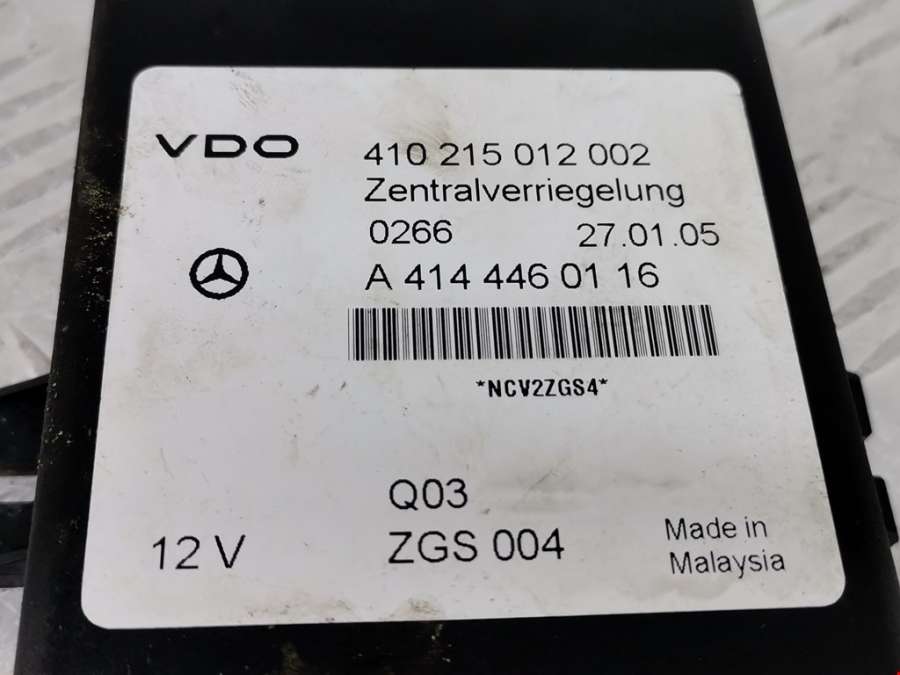 VDO 410 215 012 002
Zentralverriegelung
0266 27.01.05
A 414 446 01 16
*NCV2ZGS4*
Q03
12 V ZGS 004
Made in
Malaysia